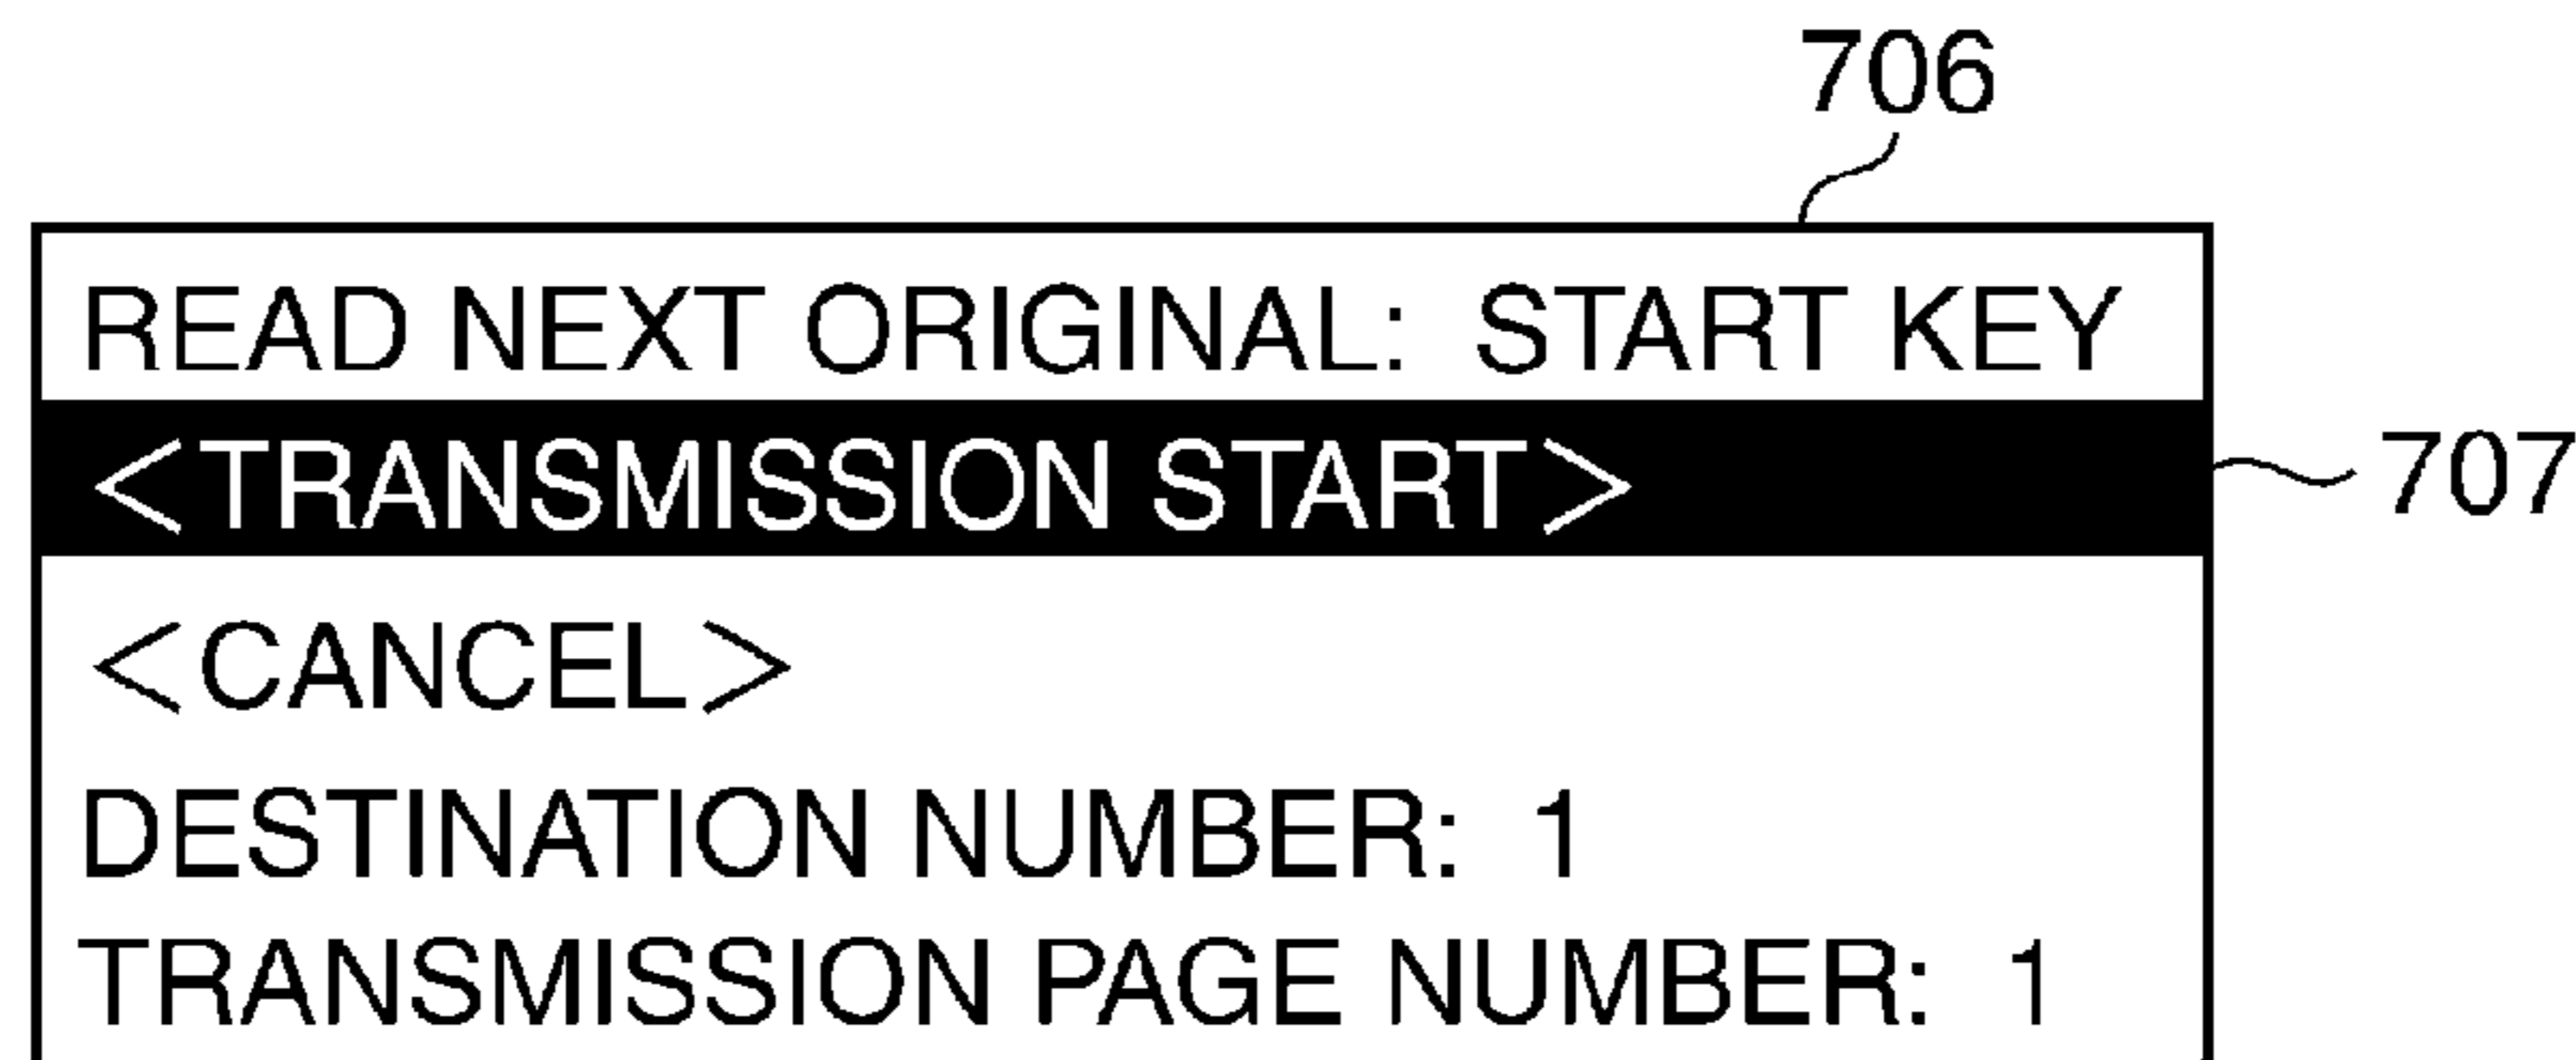 706
READ NEXT ORIGINAL: START KEY
<TRANSMISSION START>
707
<CANCEL>
DESTINATION NUMBER: 1
TRANSMISSION PAGE NUMBER: 1